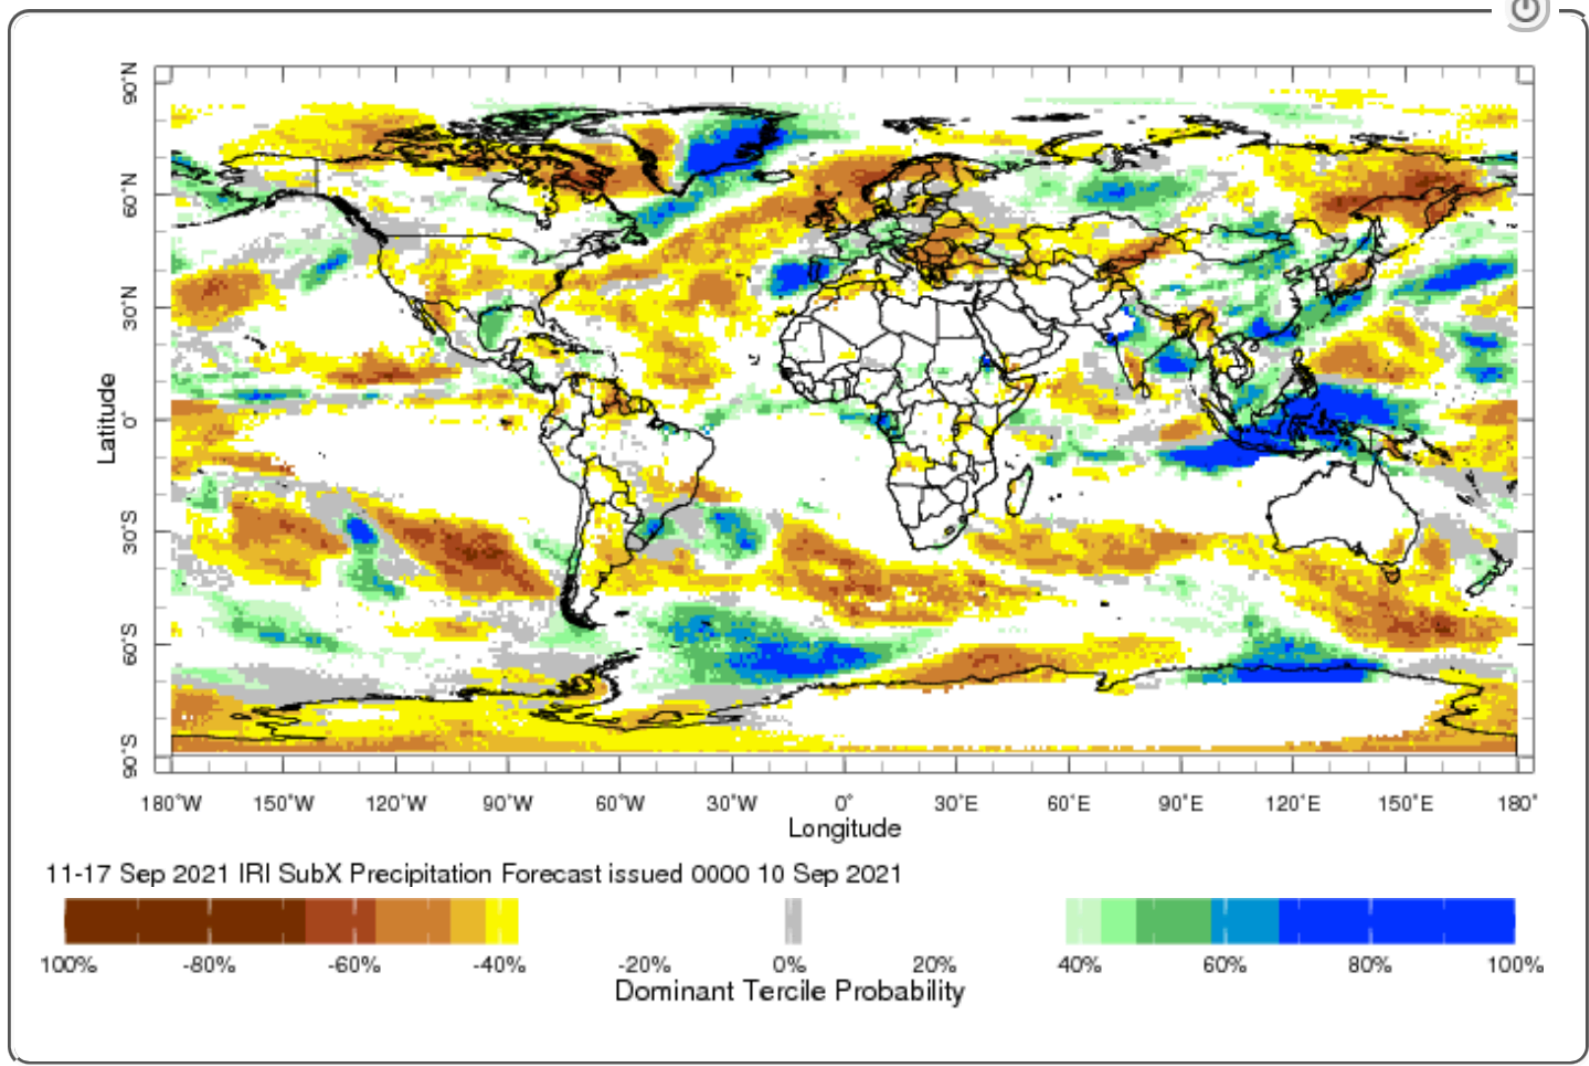 90°N
60°N
30°N
0°
30°S
60°S
90°S
Latitude
180°W 150°W 120°W 90°W 60°W 30°W 0° 30°E 60°E 90°E 120°E 150°E 180°
Longitude
11-17 Sep 2021 IRI SubX Precipitation Forecast issued 0000 10 Sep 2021
100% -80% -60% -40% -20% 0% 20% 40% 60% 80% 100%
Dominant Tercile Probability